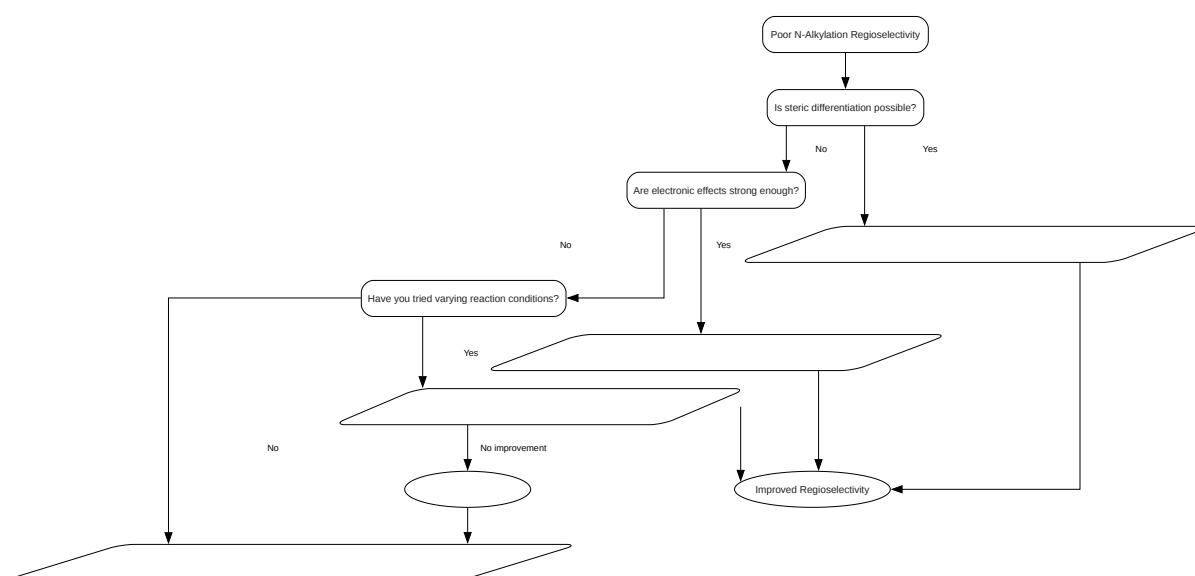 Poor N-Alkylation Regioselectivity
Is steric differentiation possible?
No
Yes
Are electronic effects strong enough?
No
Yes
Have you tried varying reaction conditions?
Yes
No
No improvement
Improved Regioselectivity